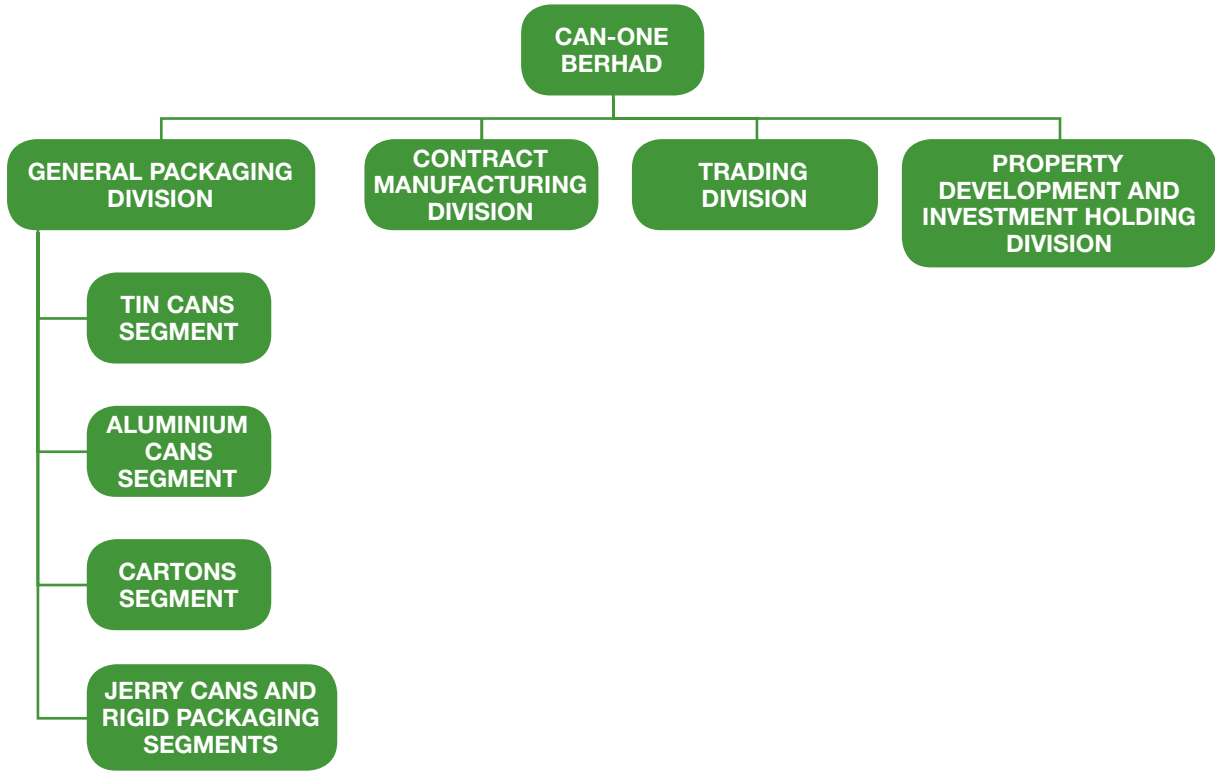 CAN-ONE
BERHAD
GENERAL PACKAGING
DIVISION
CONTRACT
MANUFACTURING
DIVISION
TRADING
DIVISION
PROPERTY
DEVELOPMENT AND
INVESTMENT HOLDING
DIVISION
TIN CANS
SEGMENT
ALUMINIUM
CANS
SEGMENT
CARTONS
SEGMENT
JERRY CANS AND
RIGID PACKAGING
SEGMENTS